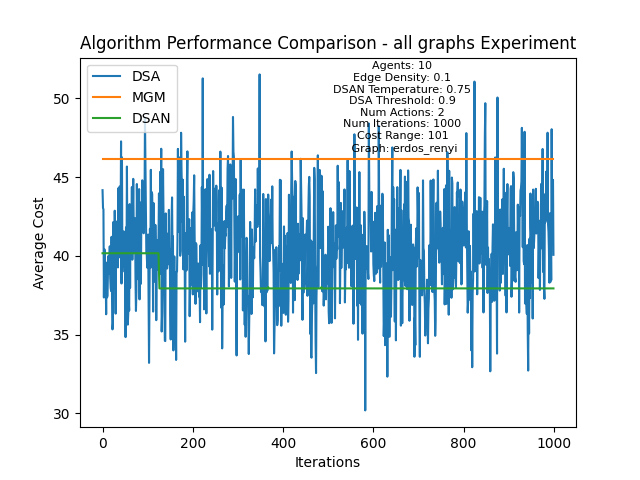 Algorithm Performance Comparison - all graphs Experiment
DSA
MGM
DSAN
Agents: 10
Edge Density: 0.1
DSAN Temperature: 0.75
DSA Threshold: 0.9
Num Actions: 2
Num Iterations: 1000
Cost Range: 101
Graph: erdos_renyi
50
45
40
35
30
Average Cost
0 200 400 600 800 1000
Iterations